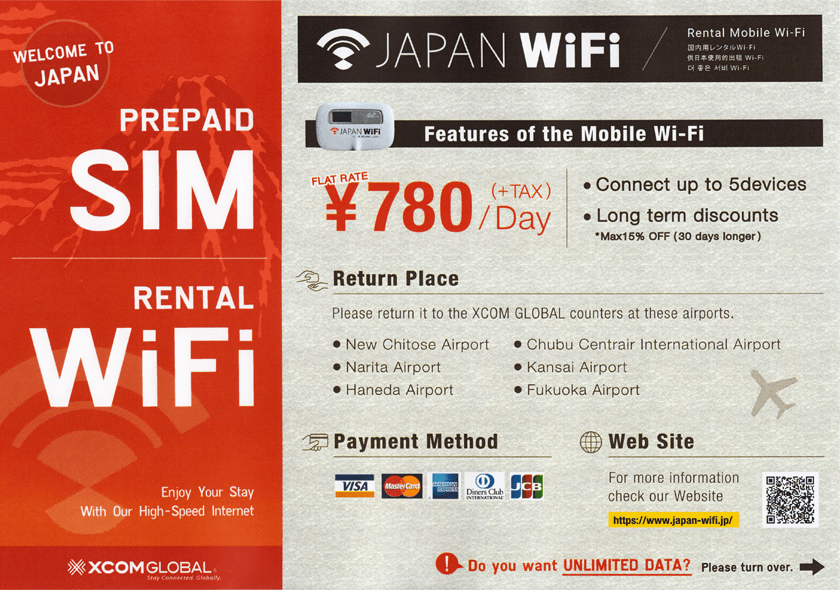 WELCOME TO
JAPAN
PREPAID
SIM
RENTAL
WiFi
Enjoy Your Stay
With Our High-Speed Internet
XCOMGLOBAL
Stay Connected. Globally.
JAPAN WiFi
Rental Mobile Wi-Fi
国内用レンタルWi-Fi
供日本使用的出租 Wi-Fi
더 좋은 서비 Wi-Fi
JAPAN WiFi
Features of the Mobile Wi-Fi
FLAT RATE
¥780 (+TAX) /Day
• Connect up to 5devices
• Long term discounts
*Max15% OFF (30 days longer)
Return Place
Please return it to the XCOM GLOBAL counters at these airports.
• New Chitose Airport
• Narita Airport
• Haneda Airport
• Chubu Centrair International Airport
• Kansai Airport
• Fukuoka Airport
Payment Method
VISA
MasterCard
AMERICAN EXPRESS
Diners Club
INTERNATIONAL
JCB
Web Site
For more information
check our Website
https://www.japan-wifi.jp/
! Do you want UNLIMITED DATA? Please turn over.